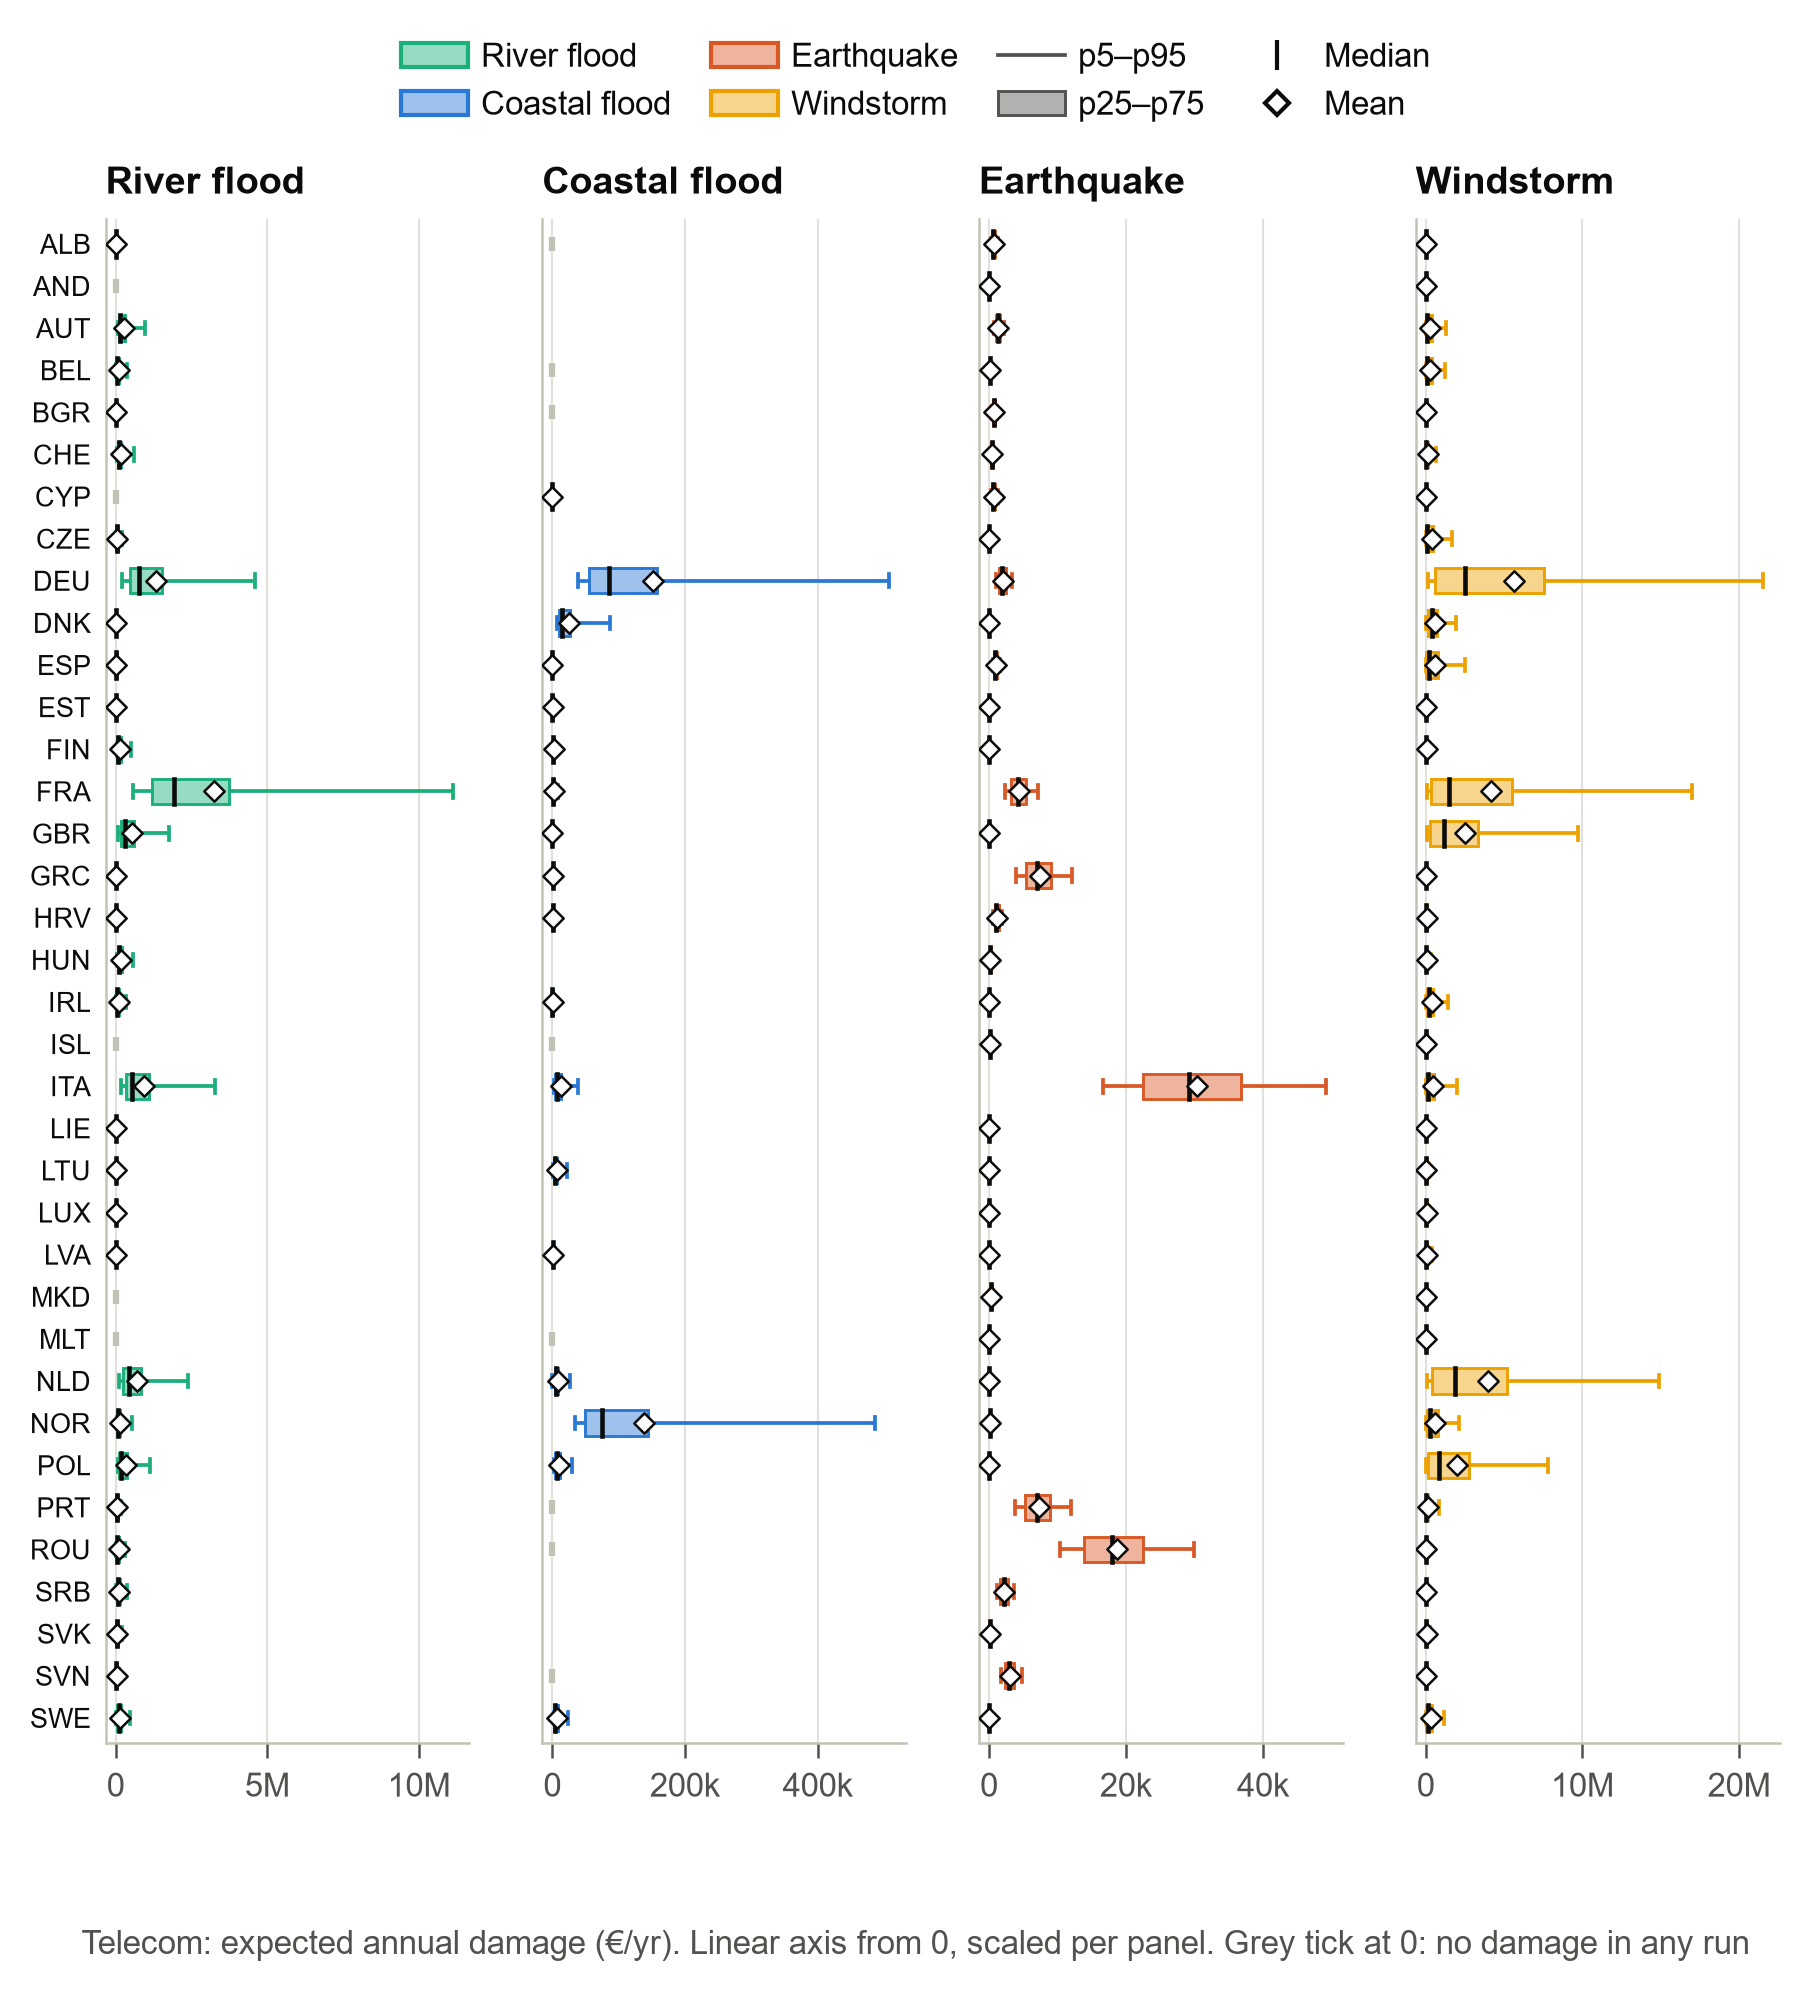 River flood
Earthquake
p5–p95
Median
Coastal flood
Windstorm
p25–p75
Mean
River flood
Coastal flood
Earthquake
Windstorm
ALB
AND
AUT
BEL
BGR
CHE
CYP
CZE
DEU
DNK
ESP
EST
FIN
FRA
GBR
GRC
HRV
HUN
IRL
ISL
ITA
LIE
LTU
LUX
LVA
MKD
MLT
NLD
NOR
POL
PRT
ROU
SRB
SVK
SVN
SWE
0 5M 10M
0 200k 400k
0 20k 40k
0 10M 20M
Telecom: expected annual damage (€/yr). Linear axis from 0, scaled per panel. Grey tick at 0: no damage in any run